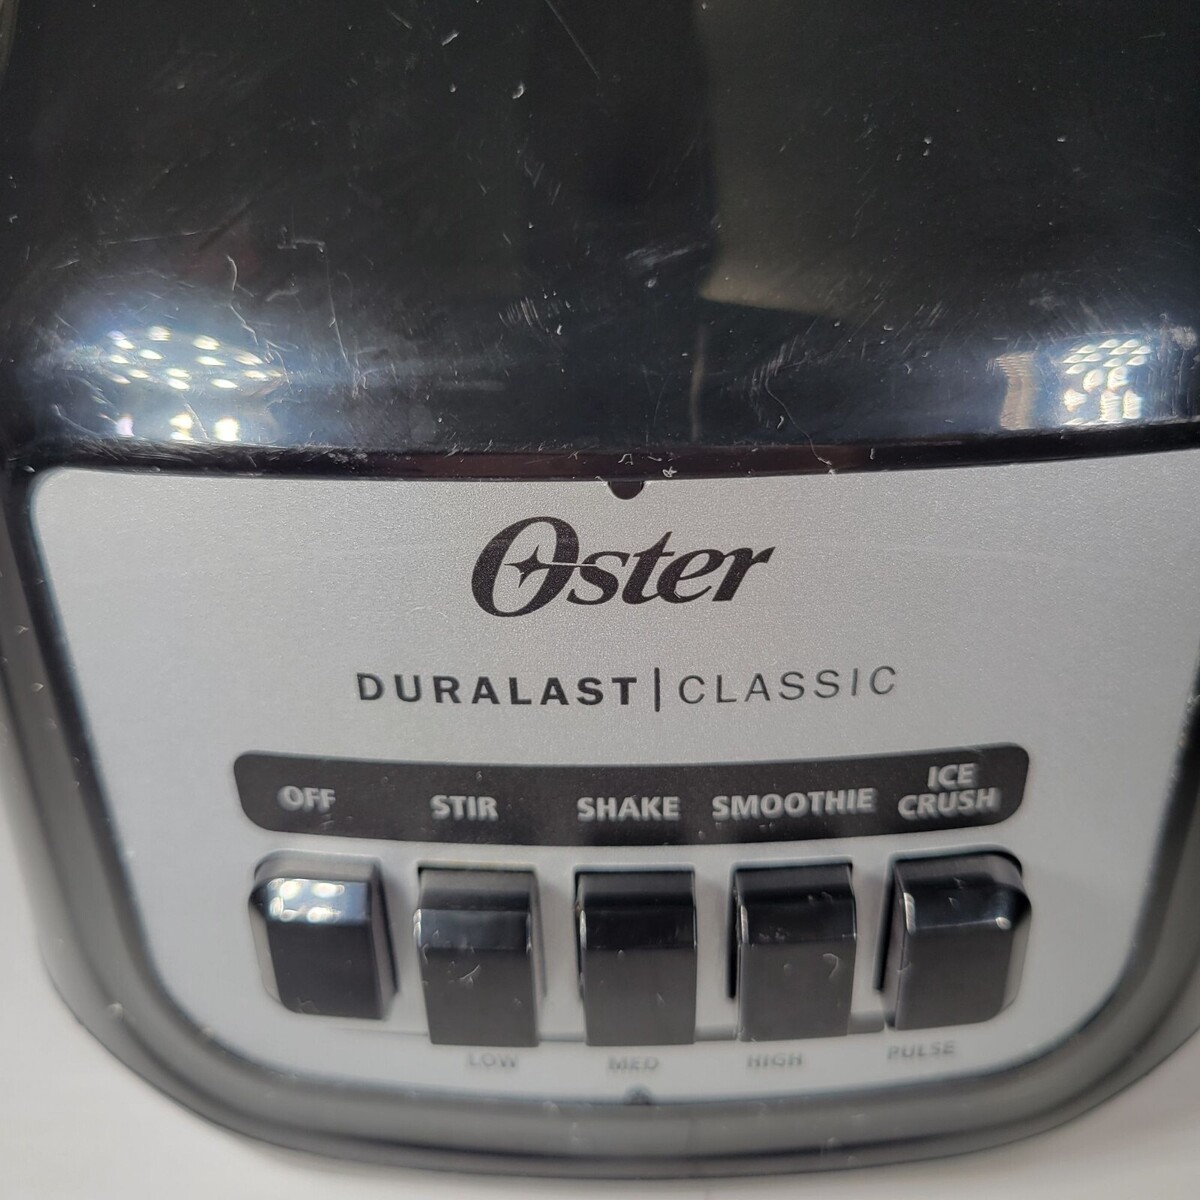 Oster
DURALAST | CLASSIC
OFF STIR SHAKE SMOOTHIE ICE CRUSH
LOW MED HIGH PULSE